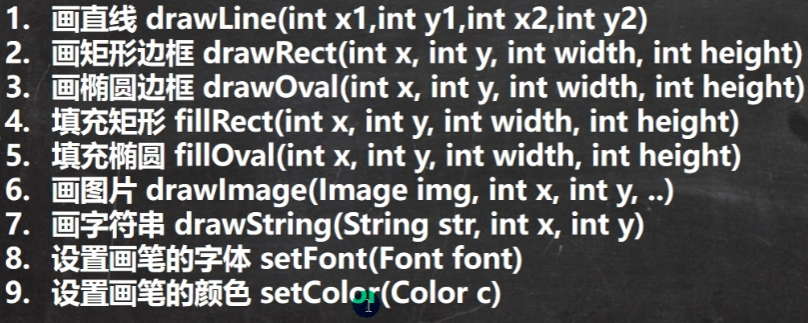 1. 画直线 drawLine(int x1,int y1,int x2,int y2)
2. 画矩形边框 drawRect(int x, int y, int width, int height)
3. 画椭圆边框 drawOval(int x, int y, int width, int height)
4. 填充矩形 fillRect(int x, int y, int width, int height)
5. 填充椭圆 fillOval(int x, int y, int width, int height)
6. 画图片 drawImage(Image img, int x, int y, ..)
7. 画字符串 drawString(String str, int x, int y)
8. 设置画笔的字体 setFont(Font font)
9. 设置画笔的颜色 setColor(Color c)